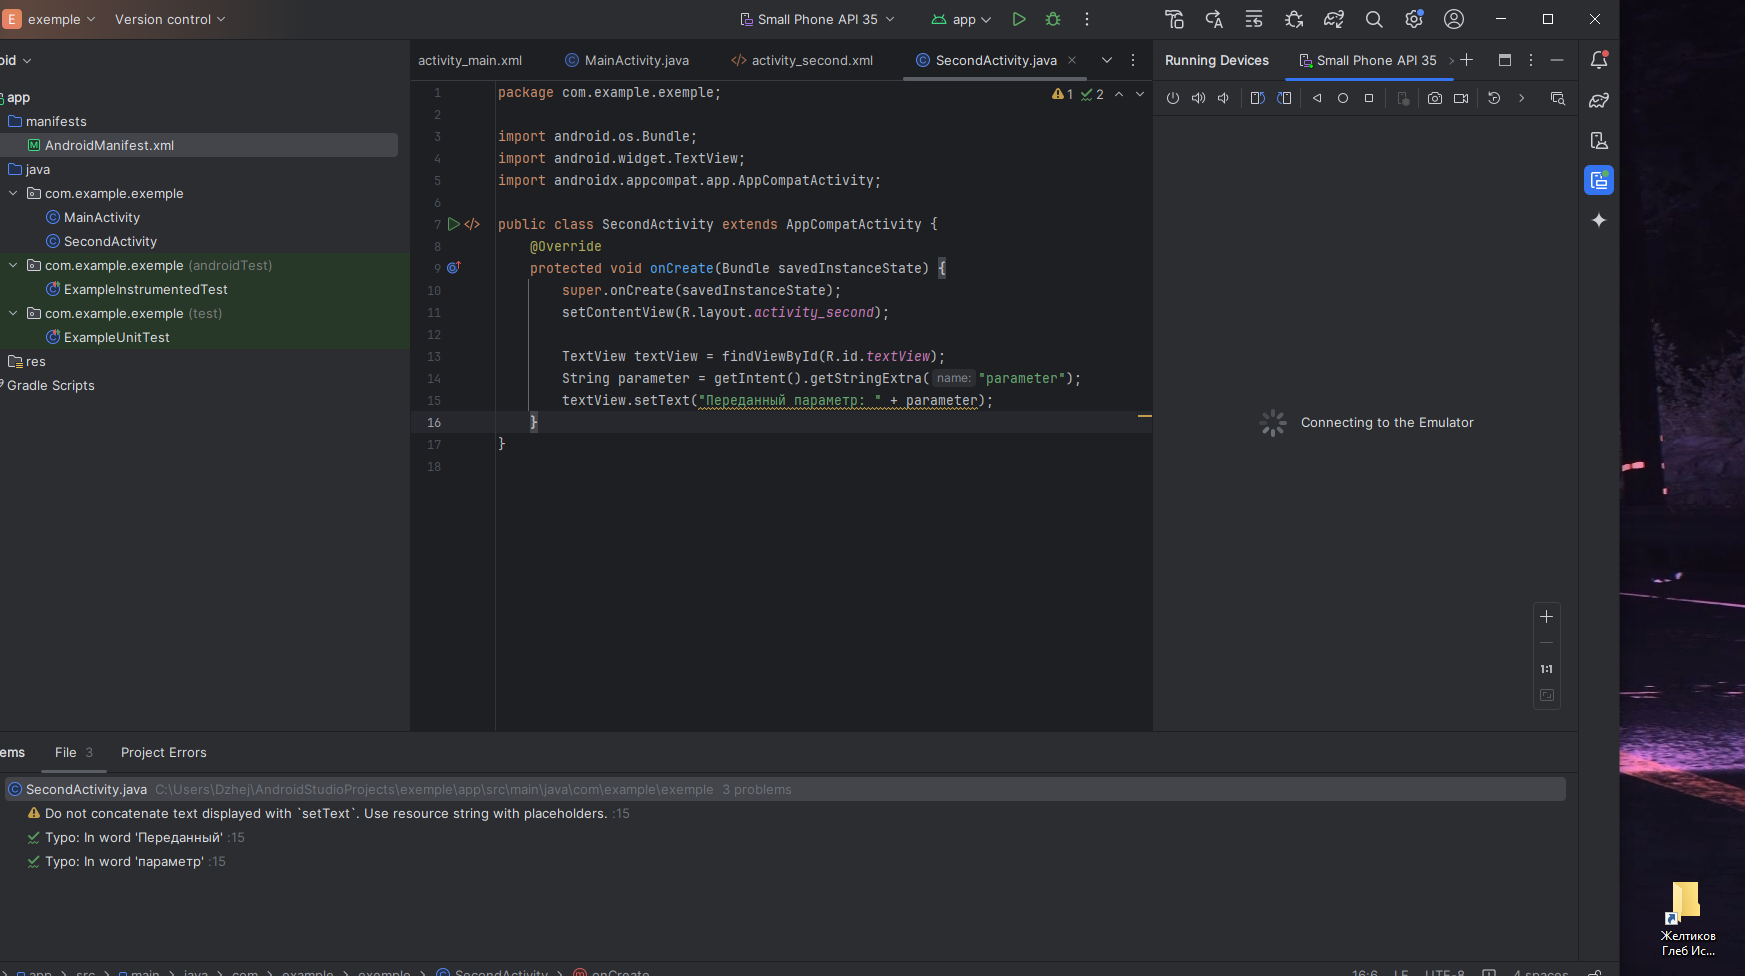 E exemple Version control Small Phone API 35 app
oid
activity_main.xml MainActivity.java activity_second.xml SecondActivity.java
Running Devices Small Phone API 35
app
manifests
AndroidManifest.xml
java
com.example.exemple
MainActivity
SecondActivity
com.example.exemple (androidTest)
ExampleInstrumentedTest
com.example.exemple (test)
ExampleUnitTest
res
Gradle Scripts
1 2
1 package com.example.exemple;
2
3 import android.os.Bundle;
4 import android.widget.TextView;
5 import androidx.appcompat.app.AppCompatActivity;
6
7 public class SecondActivity extends AppCompatActivity {
8 @Override
9 protected void onCreate(Bundle savedInstanceState) {
10 super.onCreate(savedInstanceState);
11 setContentView(R.layout.activity_second);
12
13 TextView textView = findViewById(R.id.textView);
14 String parameter = getIntent().getStringExtra( name: "parameter");
15 textView.setText("Переданный параметр: " + parameter);
16 }
17 }
18
Connecting to the Emulator
1:1
ems File 3 Project Errors
SecondActivity.java C:\Users\Dzhej\AndroidStudioProjects\exemple\app\src\main\java\com\example\exemple 3 problems
Do not concatenate text displayed with `setText`. Use resource string with placeholders. :15
Typo: In word 'Переданный' :15
Typo: In word 'параметр' :15
app > src > main > java > com > example > exemple > SecondActivity > onCreate
16:6 LF UTF-8 4 spaces
Желтиков
Глеб Ис...